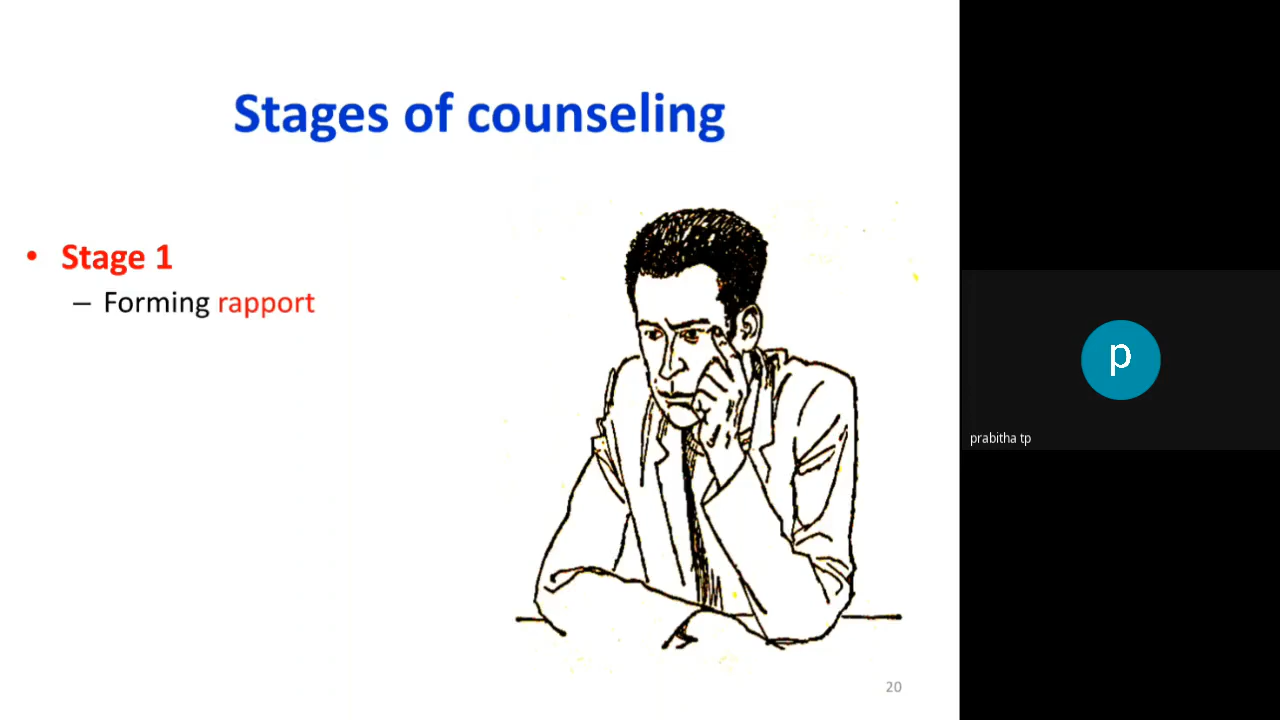 Stages of counseling
• Stage 1
– Forming rapport
p
prabitha tp
20